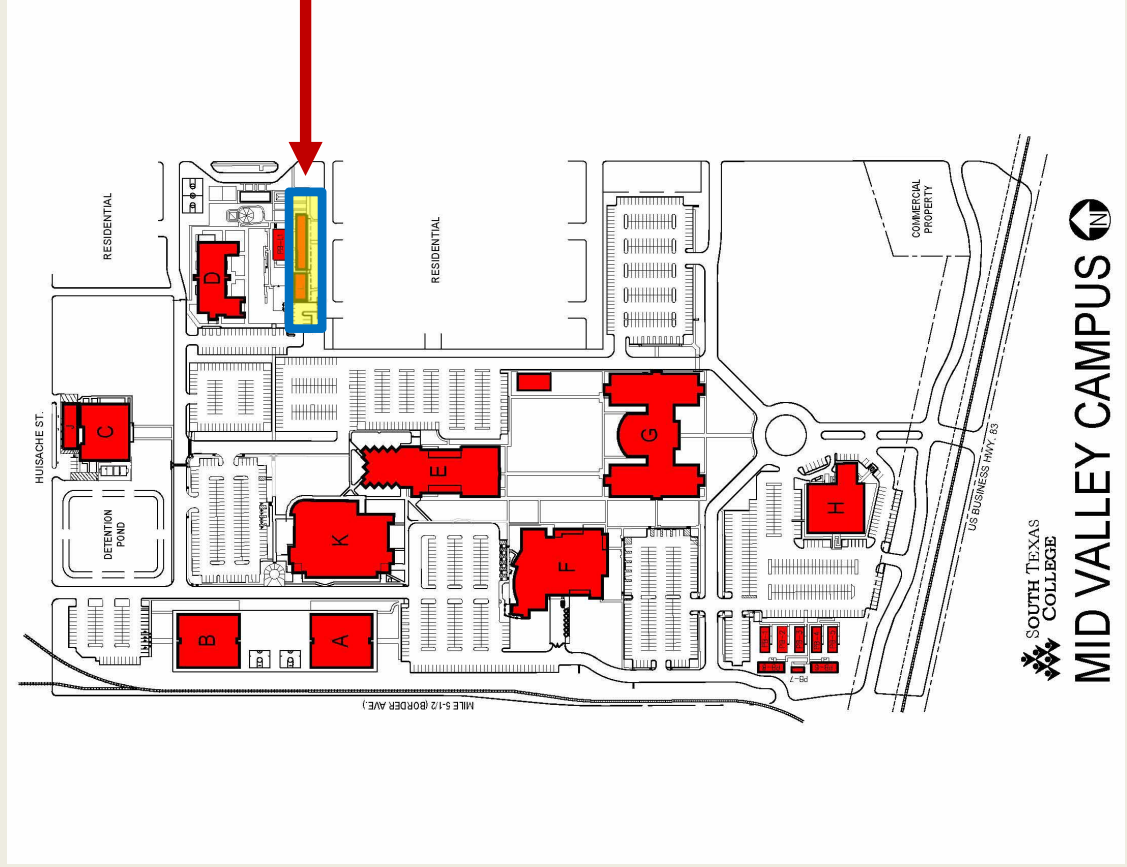 RESIDENTIAL
RESIDENTIAL
COMMERCIAL
PROPERTY
D
HUISACHE ST.
J
C
DETENTION
POND
E
G
K
F
H
B
A
PB-7
MILE 5-1/2 (BORDER AVE.)
US BUSINESS HWY. 83
SOUTH TEXAS
COLLEGE
MID VALLEY CAMPUS
N